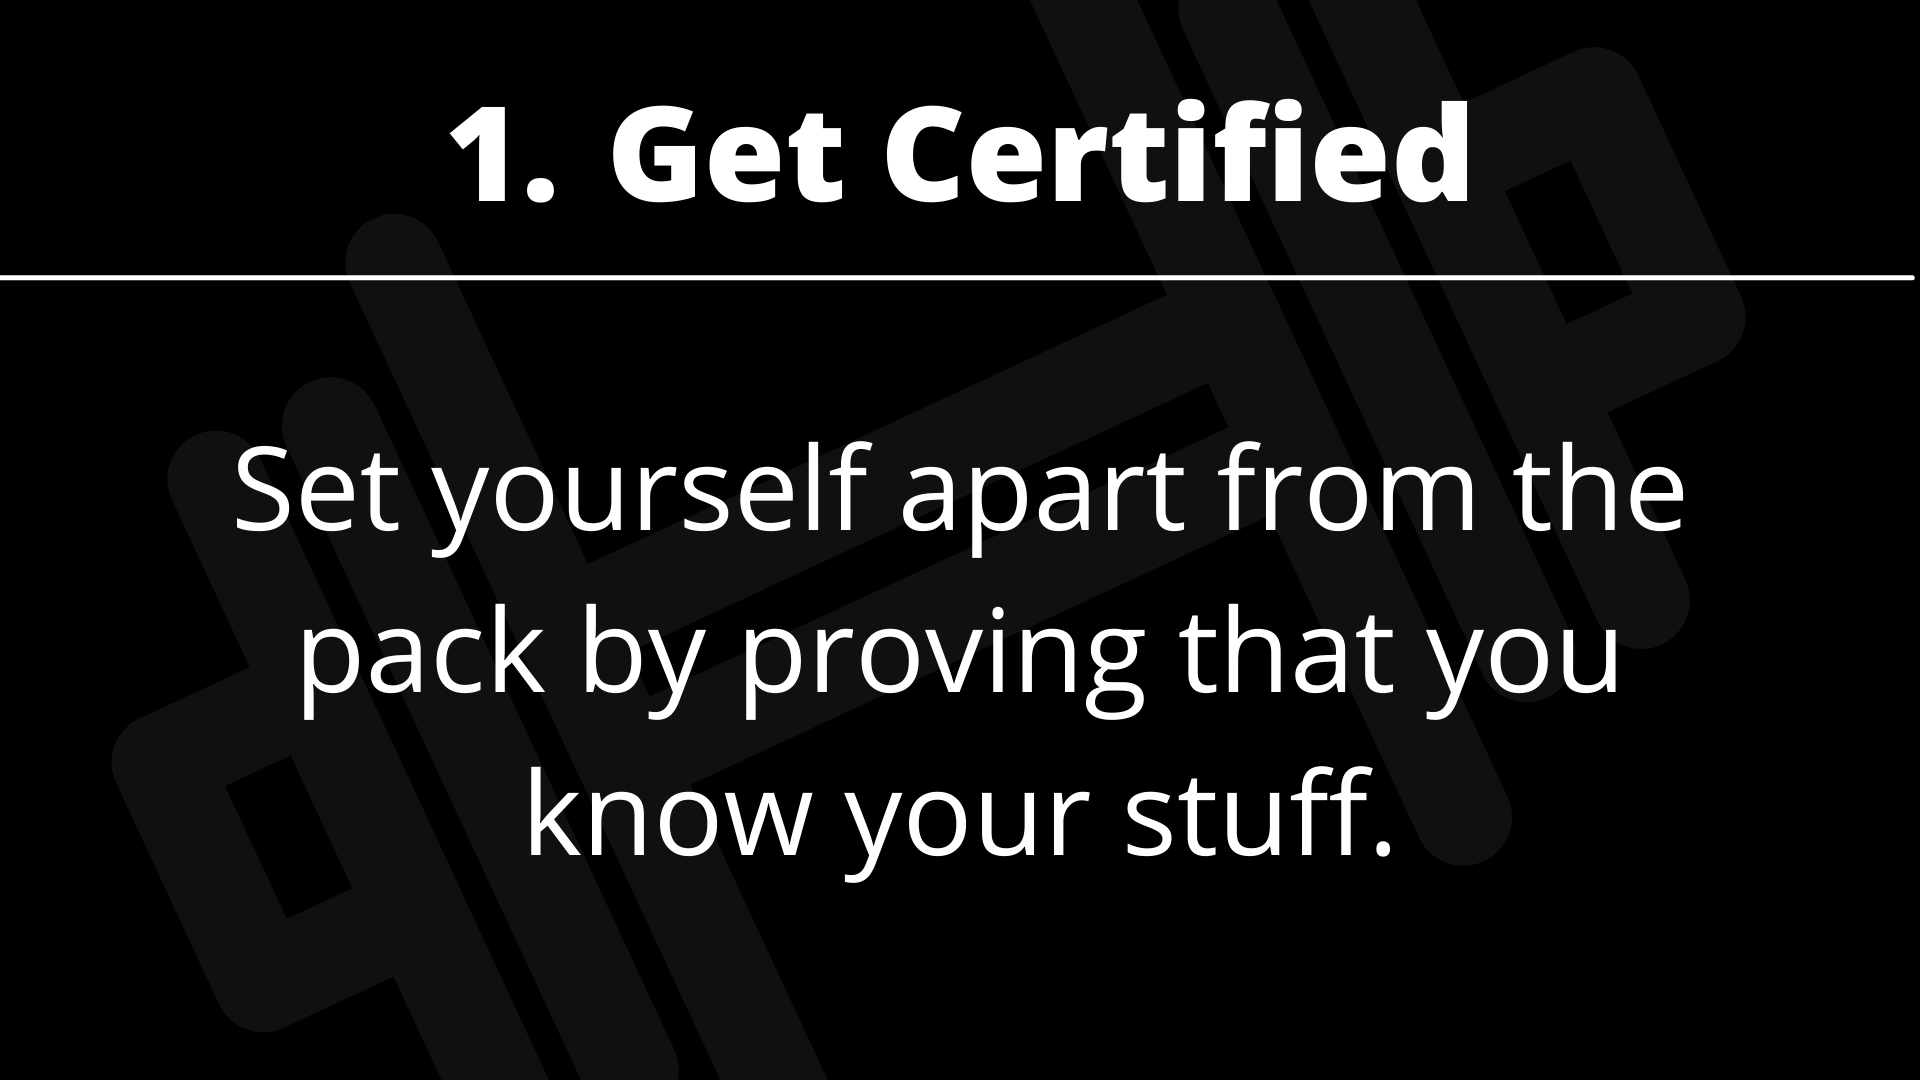 1. Get Certified
Set yourself apart from the
pack by proving that you
know your stuff.